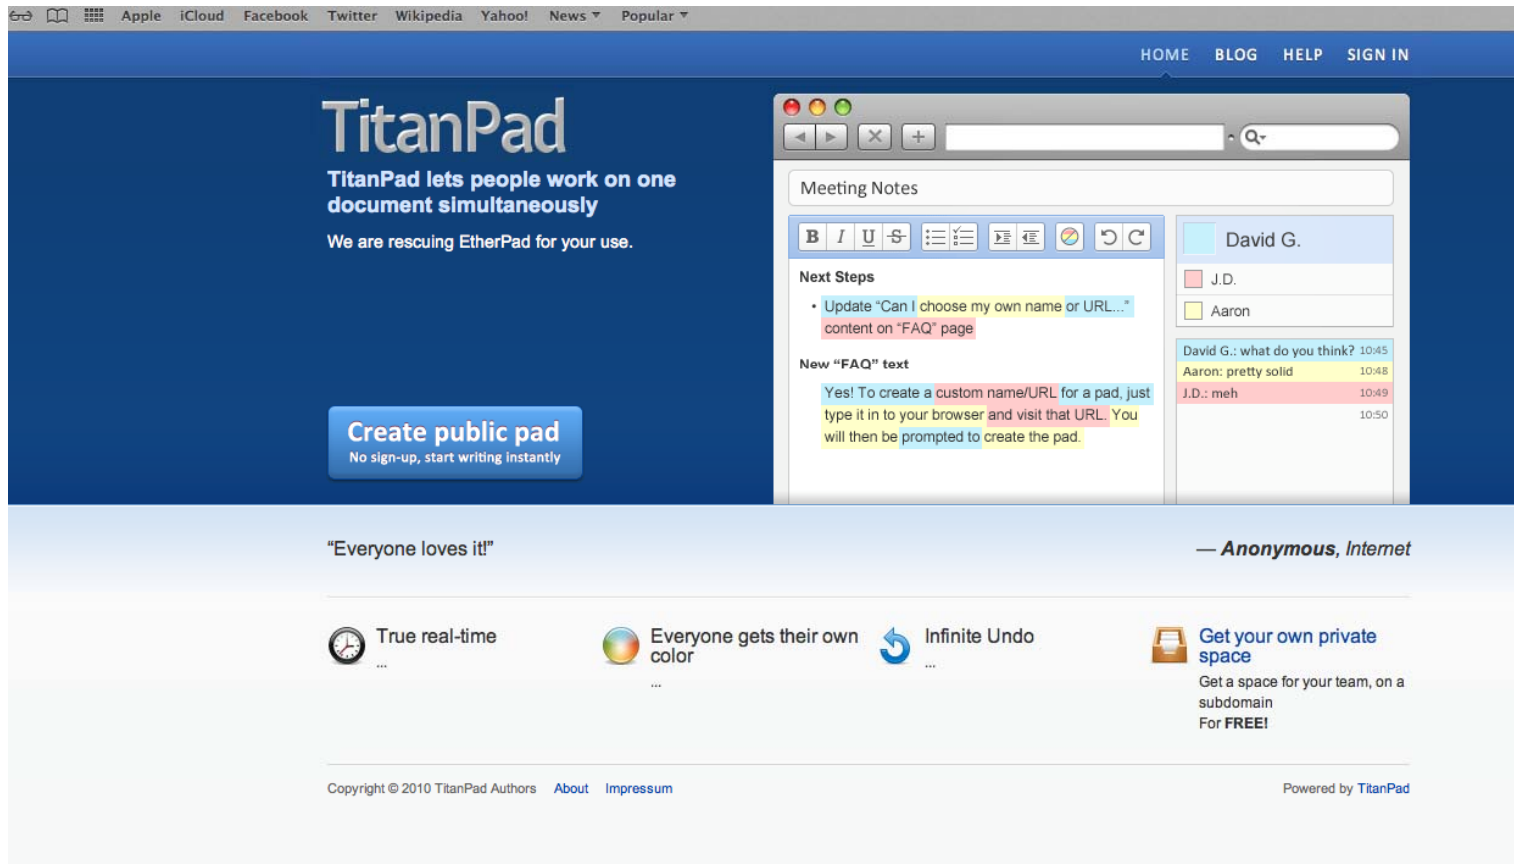 Apple iCloud Facebook Twitter Wikipedia Yahoo! News ▼ Popular ▼
HOME BLOG HELP SIGN IN
TitanPad
TitanPad lets people work on one
document simultaneously
We are rescuing EtherPad for your use.
Create public pad
No sign-up, start writing instantly
Meeting Notes
B I U S
Next Steps
• Update “Can I choose my own name or URL...”
content on “FAQ” page
New “FAQ” text
Yes! To create a custom name/URL for a pad, just
type it in to your browser and visit that URL. You
will then be prompted to create the pad.
David G.
J.D.
Aaron
David G.: what do you think? 10:45
Aaron: pretty solid 10:48
J.D.: meh 10:49
10:50
“Everyone loves it!” — Anonymous, Internet
True real-time
...
Everyone gets their own
color
...
Infinite Undo
...
Get your own private
space
Get a space for your team, on a
subdomain
For FREE!
Copyright © 2010 TitanPad Authors About Impressum Powered by TitanPad